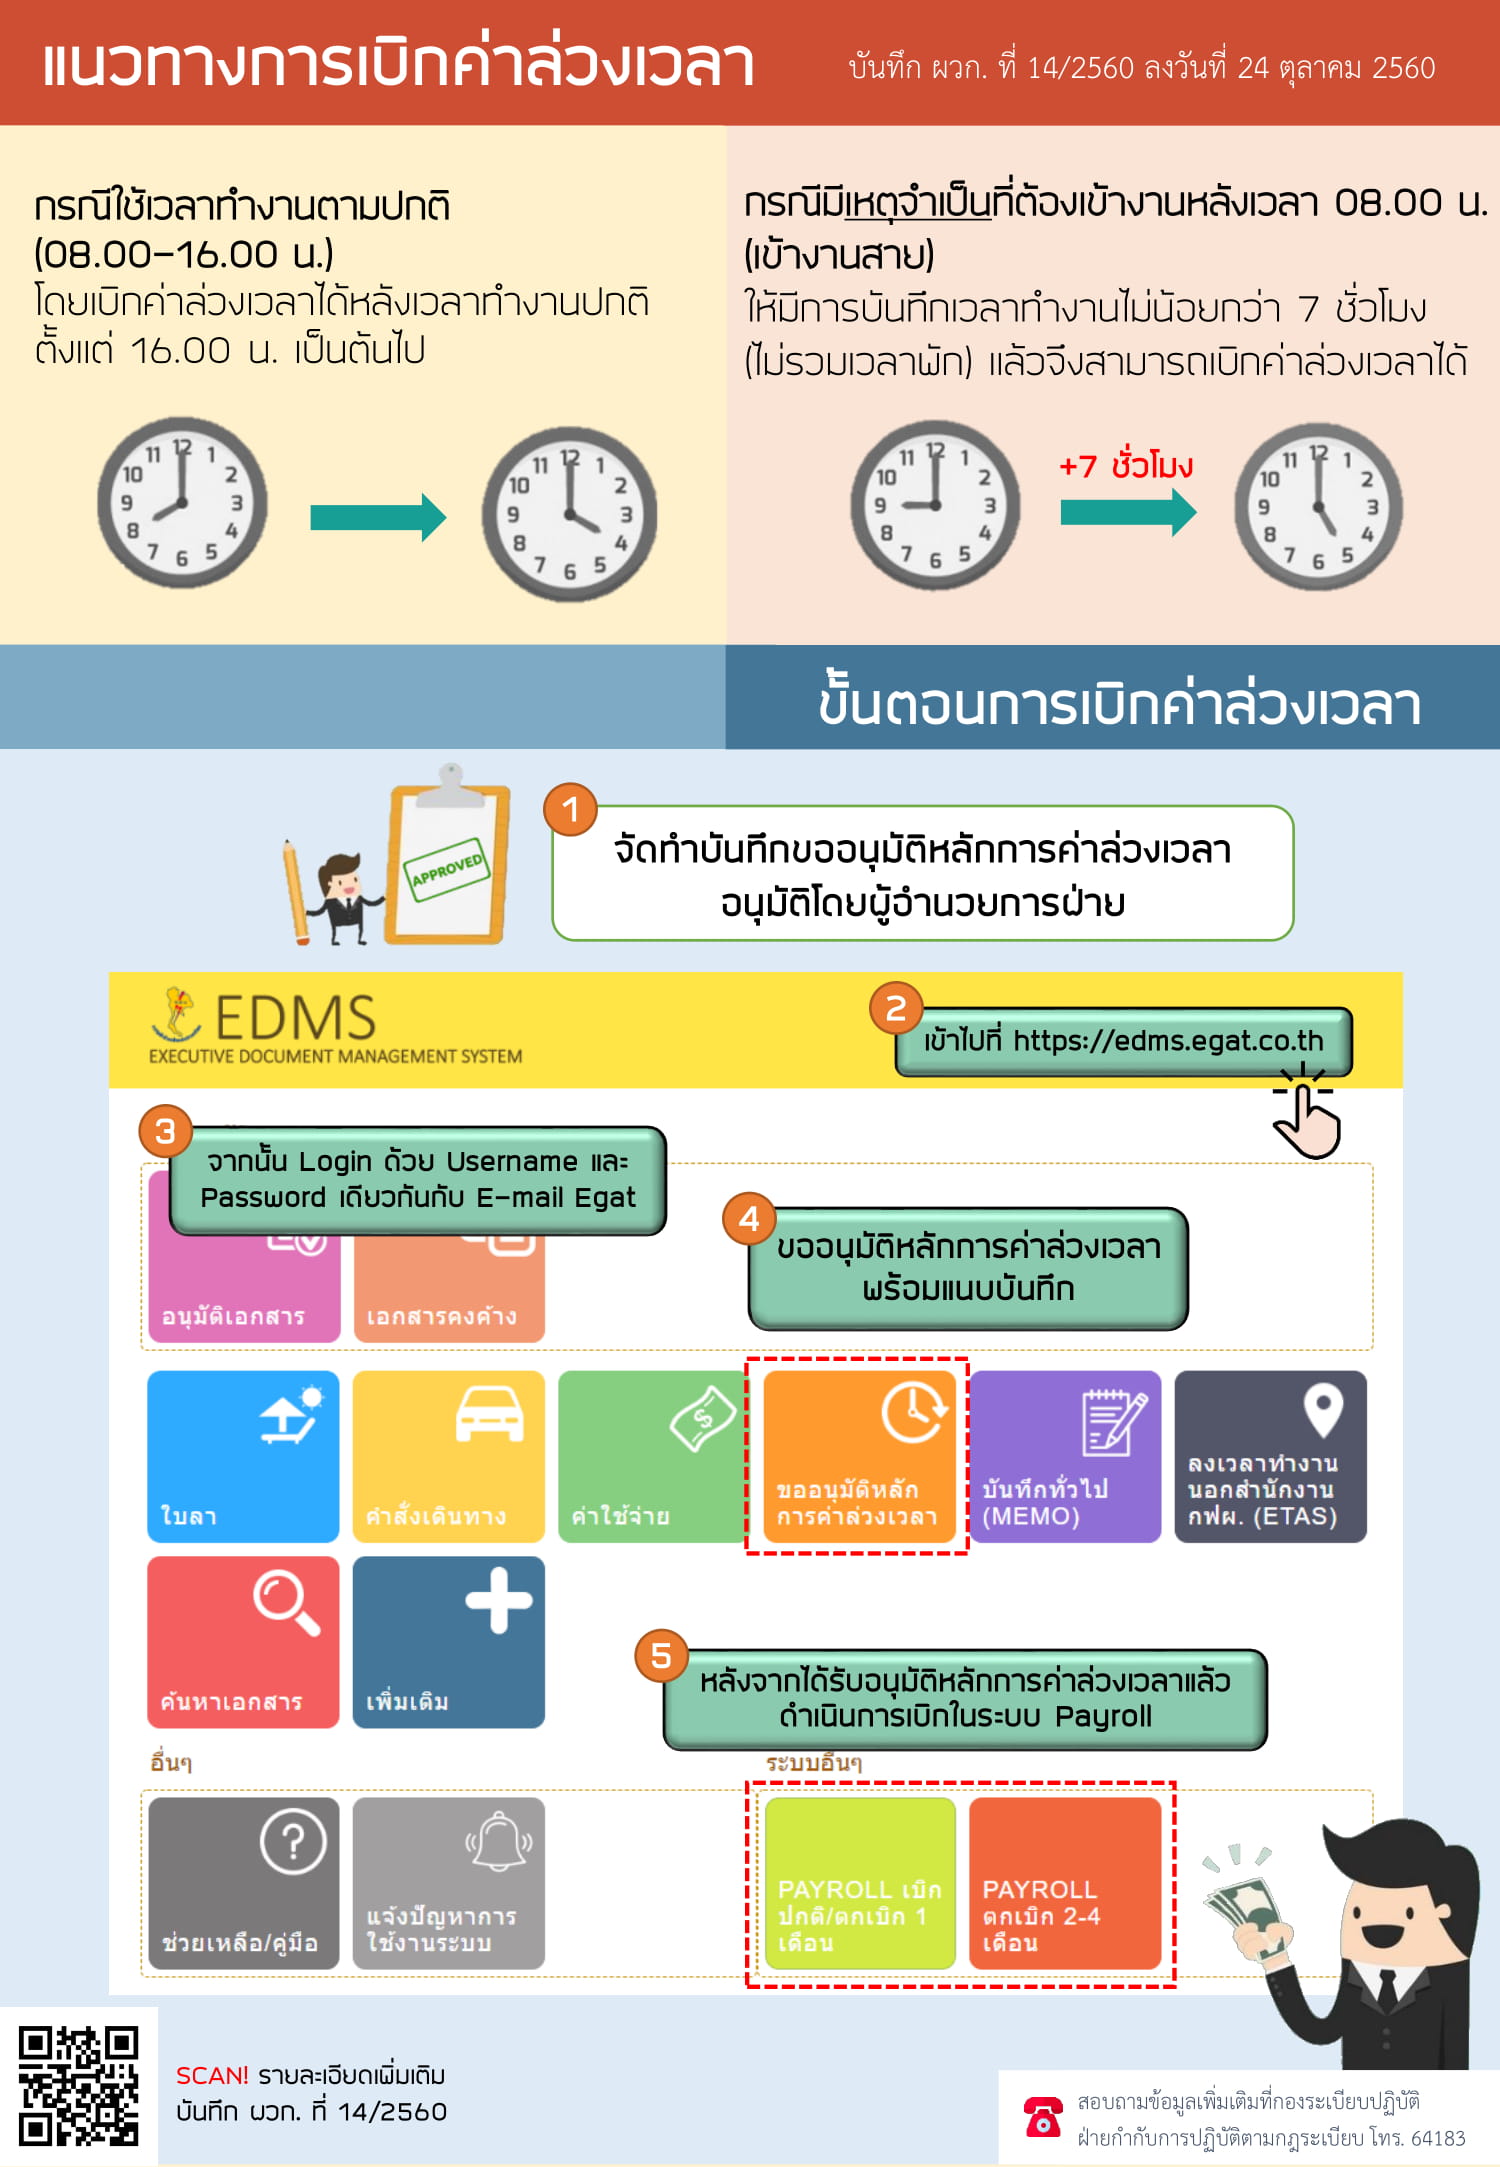 แนวทางการเบิกค่าล่วงเวลา
บันทึก ผวก. ที่ 14/2560 ลงวันที่ 24 ตุลาคม 2560
กรณีใช้เวลาทำงานตามปกติ
(08.00-16.00 น.)
โดยเบิกค่าล่วงเวลาได้หลังเวลาทำงานปกติ
ตั้งแต่ 16.00 น. เป็นต้นไป
กรณีมีเหตุจำเป็นที่ต้องเข้างานหลังเวลา 08.00 น.
(เข้างานสาย)
ให้มีการบันทึกเวลาทำงานไม่น้อยกว่า 7 ชั่วโมง
(ไม่รวมเวลาพัก) แล้วจึงสามารถเบิกค่าล่วงเวลาได้
12 1 2 3 4 5 6 7 8 9 10 11
12 1 2 3 4 5 6 7 8 9 10 11
12 1 2 3 4 5 6 7 8 9 10 11
+7 ชั่วโมง
12 1 2 3 4 5 6 7 8 9 10 11
ขั้นตอนการเบิกค่าล่วงเวลา
APPROVED
1
จัดทำบันทึกขออนุมัติหลักการค่าล่วงเวลา
อนุมัติโดยผู้อำนวยการฝ่าย
EDMS
EXECUTIVE DOCUMENT MANAGEMENT SYSTEM
2
เข้าไปที่ https://edms.egat.co.th
3
จากนั้น Login ด้วย Username และ
Password เดียวกันกับ E-mail Egat
4
ขออนุมัติหลักการค่าล่วงเวลา
พร้อมแนบบันทึก
อนุมัติเอกสาร
เอกสารคงค้าง
ใบลา
คำสั่งเดินทาง
ค่าใช้จ่าย
ขออนุมัติหลัก
การค่าล่วงเวลา
บันทึกทั่วไป
(MEMO)
ลงเวลาทำงาน
นอกสำนักงาน
กฟผ. (ETAS)
ค้นหาเอกสาร
เพิ่มเติม
5
หลังจากได้รับอนุมัติหลักการค่าล่วงเวลาแล้ว
ดำเนินการเบิกในระบบ Payroll
อื่นๆ
ระบบอื่นๆ
ช่วยเหลือ/คู่มือ
แจ้งปัญหาการ
ใช้งานระบบ
PAYROLL เบิก
ปกติ/ตกเบิก 1
เดือน
PAYROLL
ตกเบิก 2-4
เดือน
SCAN! รายละเอียดเพิ่มเติม
บันทึก ผวก. ที่ 14/2560
สอบถามข้อมูลเพิ่มเติมที่กองระเบียบปฏิบัติ
ฝ่ายกำกับการปฏิบัติตามกฎระเบียบ โทร. 64183